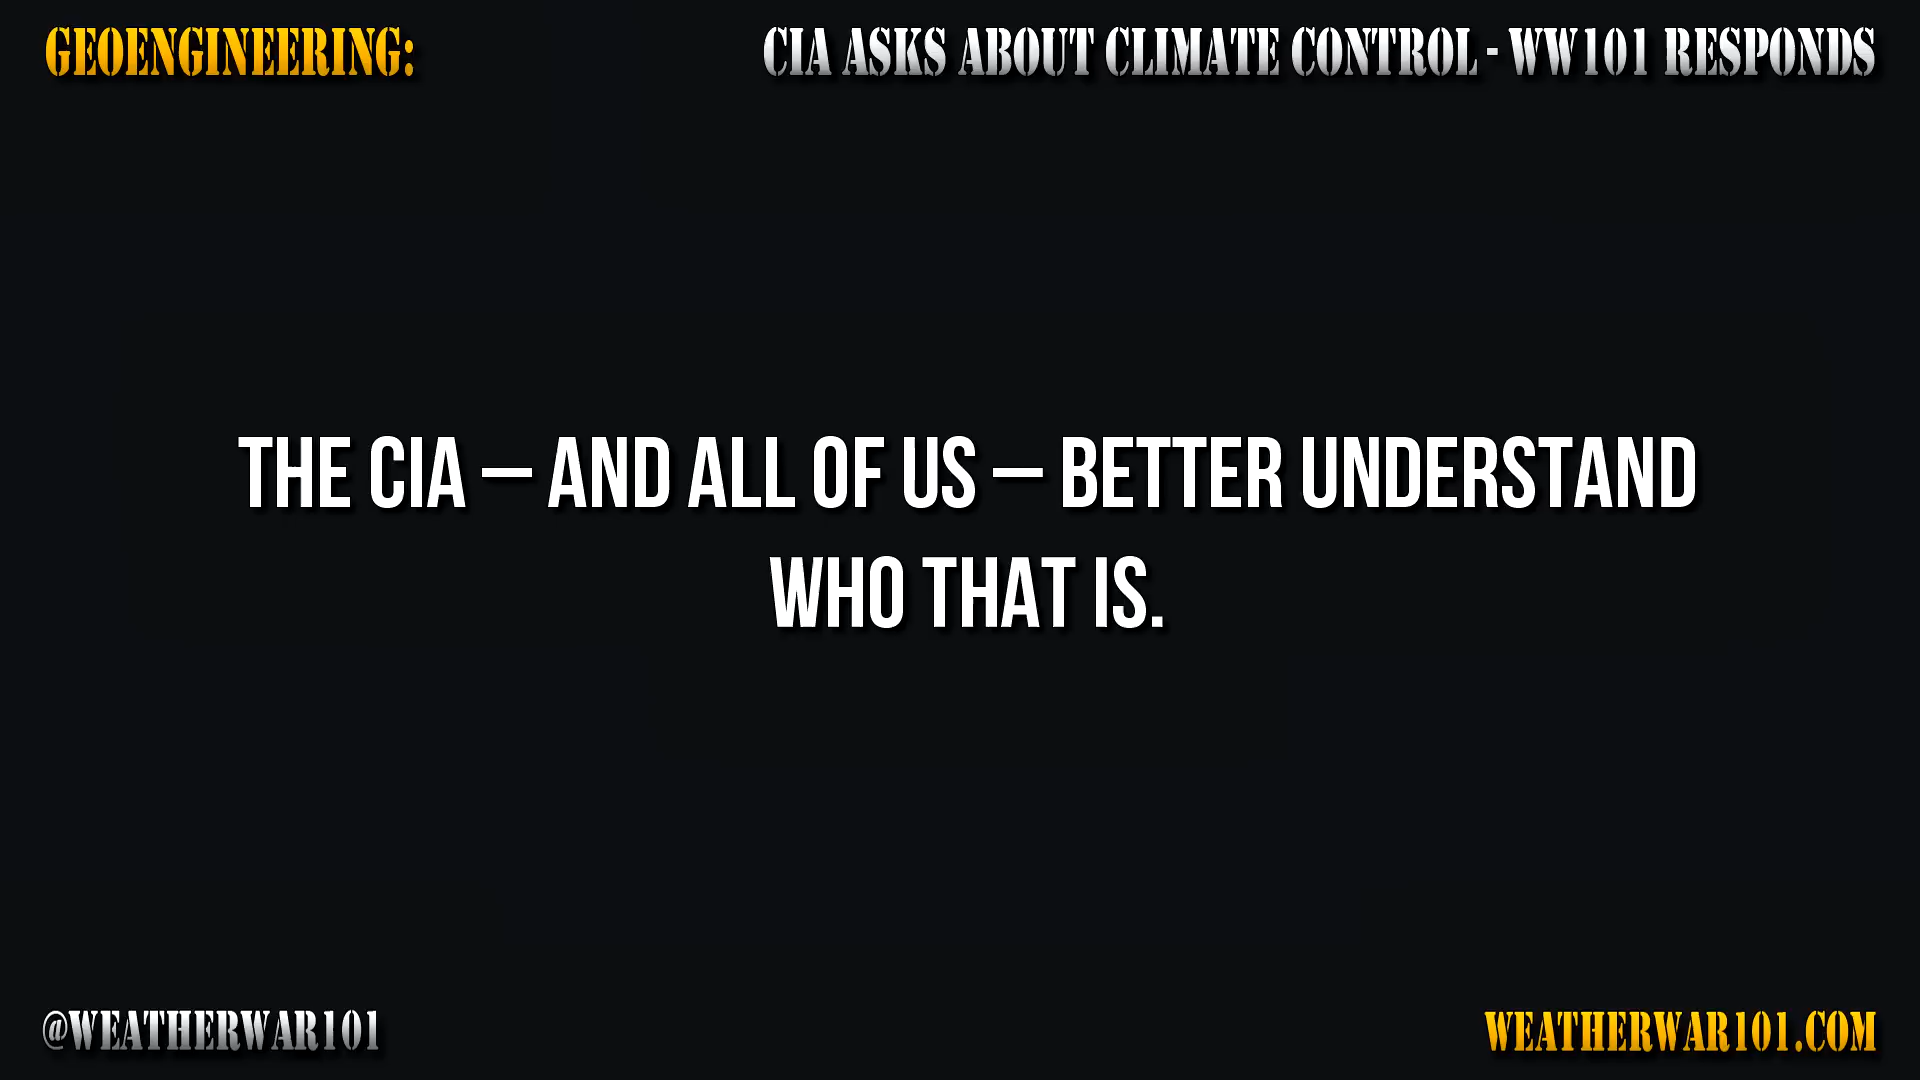 GEOENGINEERING:
CIA ASKS ABOUT CLIMATE CONTROL - WW101 RESPONDS
THE CIA – AND ALL OF US – BETTER UNDERSTAND
WHO THAT IS.
@WEATHERWAR101
WEATHERWAR101.COM